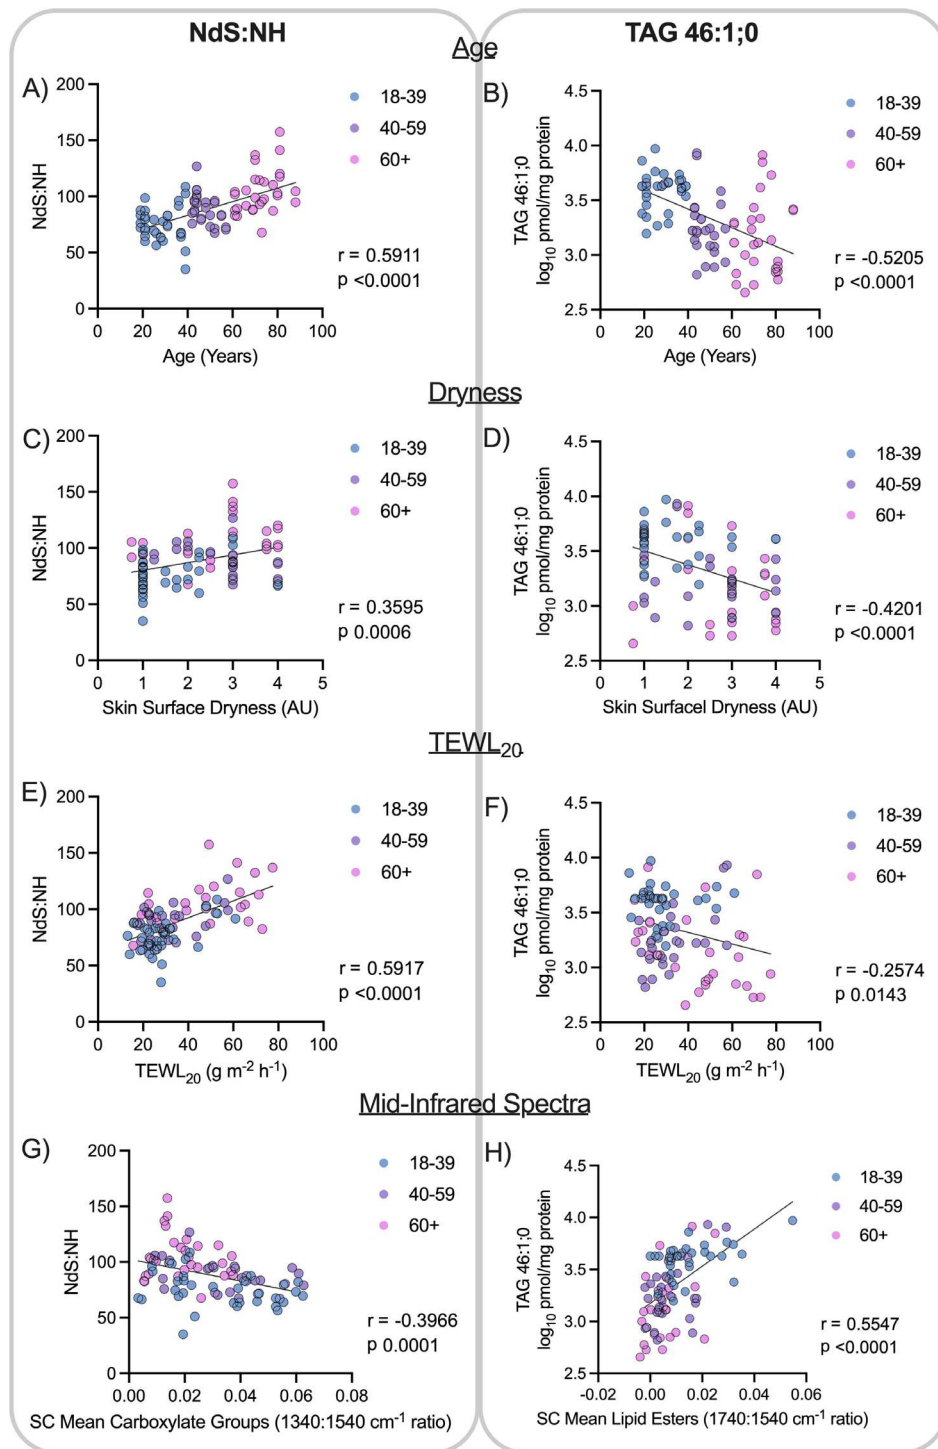 NdS:NH
TAG 46:1;0
Age
A)
200
150
100
50
0
NdS:NH
0 20 40 60 80 100
Age (Years)
18-39
40-59
60+
r = 0.5911
p <0.0001
B)
4.5
4.0
3.5
3.0
2.5
TAG 46:1;0
log10 pmol/mg protein
0 20 40 60 80 100
Age (Years)
18-39
40-59
60+
r = -0.5205
p <0.0001
Dryness
C)
200
150
100
50
0
NdS:NH
0 1 2 3 4 5
Skin Surface Dryness (AU)
18-39
40-59
60+
r = 0.3595
p 0.0006
D)
4.5
4.0
3.5
3.0
2.5
TAG 46:1;0
log10 pmol/mg protein
0 1 2 3 4 5
Skin Surfacel Dryness (AU)
18-39
40-59
60+
r = -0.4201
p <0.0001
TEWL20
E)
200
150
100
50
0
NdS:NH
0 20 40 60 80 100
TEWL20 (g m-2 h-1)
18-39
40-59
60+
r = 0.5917
p <0.0001
F)
4.5
4.0
3.5
3.0
2.5
TAG 46:1;0
log10 pmol/mg protein
0 20 40 60 80 100
TEWL20 (g m-2 h-1)
18-39
40-59
60+
r = -0.2574
p 0.0143
Mid-Infrared Spectra
G)
200
150
100
50
0
NdS:NH
0.00 0.02 0.04 0.06 0.08
SC Mean Carboxylate Groups (1340:1540 cm-1 ratio)
18-39
40-59
60+
r = -0.3966
p 0.0001
H)
4.5
4.0
3.5
3.0
2.5
TAG 46:1;0
log10 pmol/mg protein
-0.02 0.00 0.02 0.04 0.06
SC Mean Lipid Esters (1740:1540 cm-1 ratio)
18-39
40-59
60+
r = 0.5547
p <0.0001